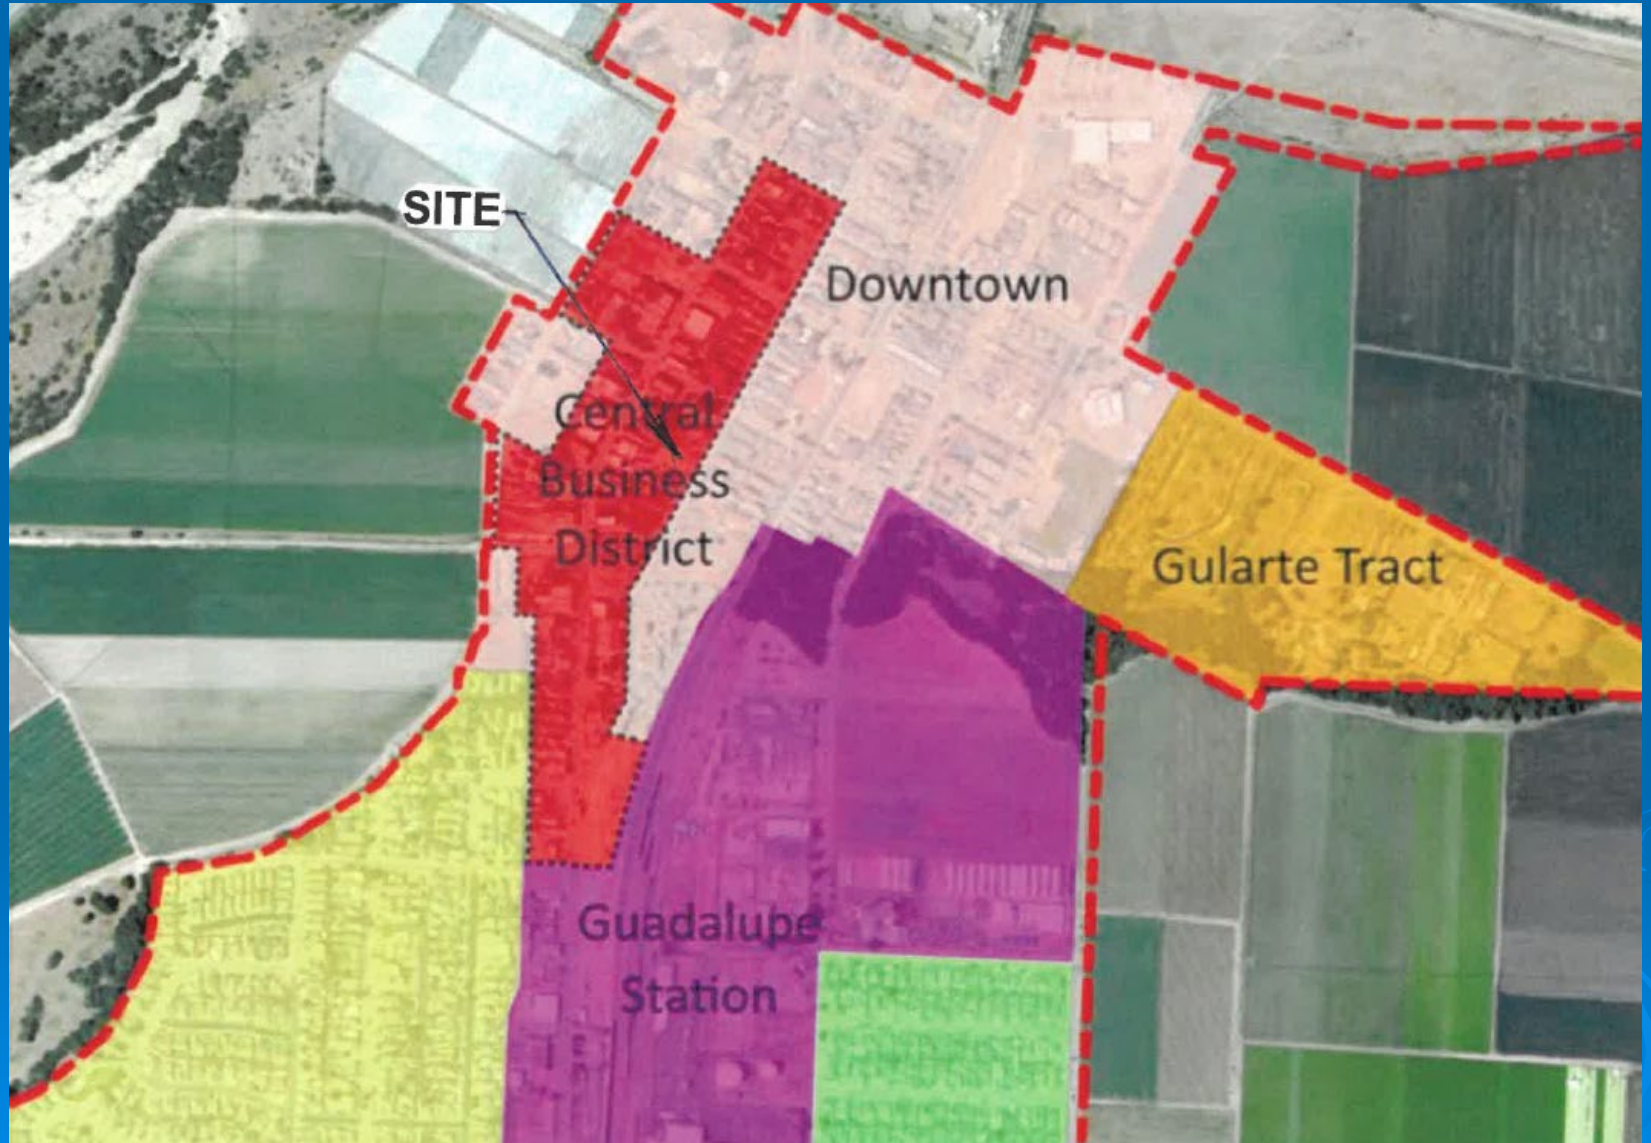 SITE
Downtown
Central
Business
District
Gularte Tract
Guadalupe
Station